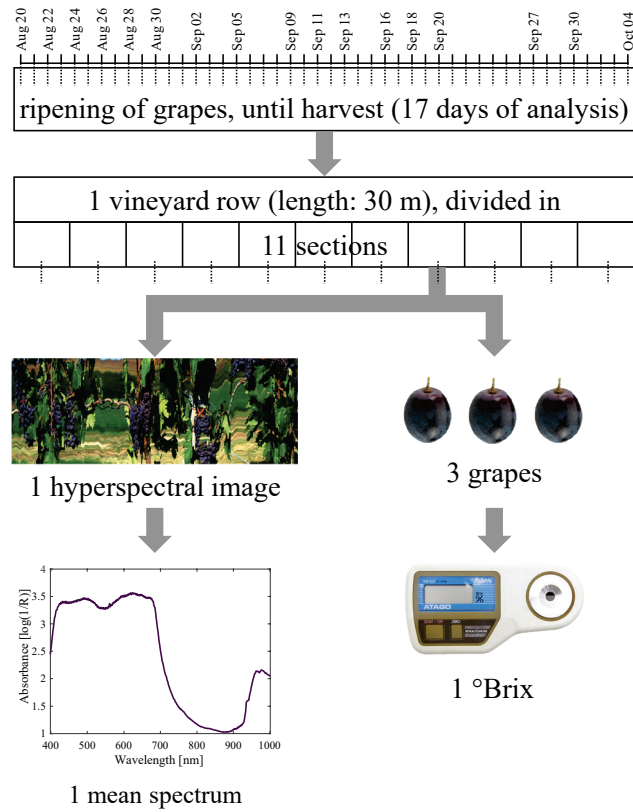 Aug 20
Aug 22
Aug 24
Aug 26
Aug 28
Aug 30
Sep 02
Sep 05
Sep 09
Sep 11
Sep 13
Sep 16
Sep 18
Sep 20
Sep 27
Sep 30
Oct 04
ripening of grapes, until harvest (17 days of analysis)
1 vineyard row (length: 30 m), divided in
11 sections
1 hyperspectral image
3 grapes
Absorbance [log(1/R)]
4
3.5
3
2.5
2
1.5
1
400
500
600
700
800
900
1000
Wavelength [nm]
1 mean spectrum
ATAGO
1 °Brix